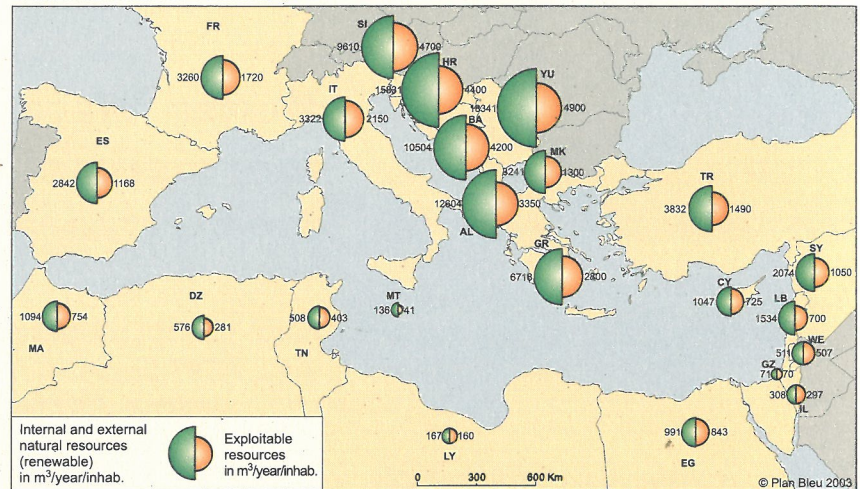 FR
3260 1720
SI
9610 4700
HR
15631 4400
YU
4900
IT
3322 2150
BA
10504 4200
MK
1300
ES
2842 1168
TR
3832 1490
12604 3350
AL
GR
6718 2800
SY
2074 1050
CY
1047 725
LB
1534 700
WE
511 507
GZ
71 70
308 297
IL
MA
1094 754
DZ
576 281
TN
508 403
MT
136 41
167 160
LY
991 843
EG
Internal and external
natural resources
(renewable)
in m³/year/inhab.
Exploitable
resources
in m³/year/inhab.
0 300 600 Km
© Plan Bleu 2003